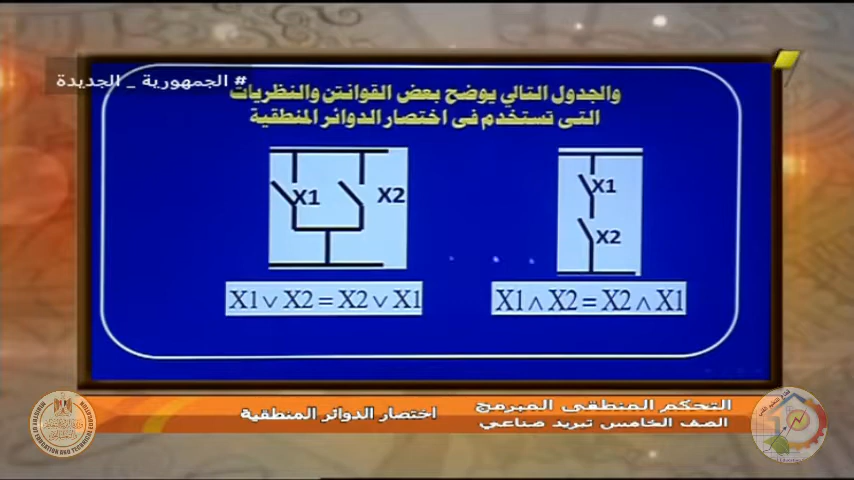 # الجمهورية _ الجديدة
والجدول التالي يوضح بعض القوانتن والنظريات
التى تستخدم فى اختصار الدوائر المنطقية
X1
X2
X1
X2
X1 ∨ X2 = X2 ∨ X1
X1 ∧ X2 = X2 ∧ X1
التحكم المنطقى المبرمج
الصف الخامس تبريد صناعي
اختصار الدوائر المنطقية